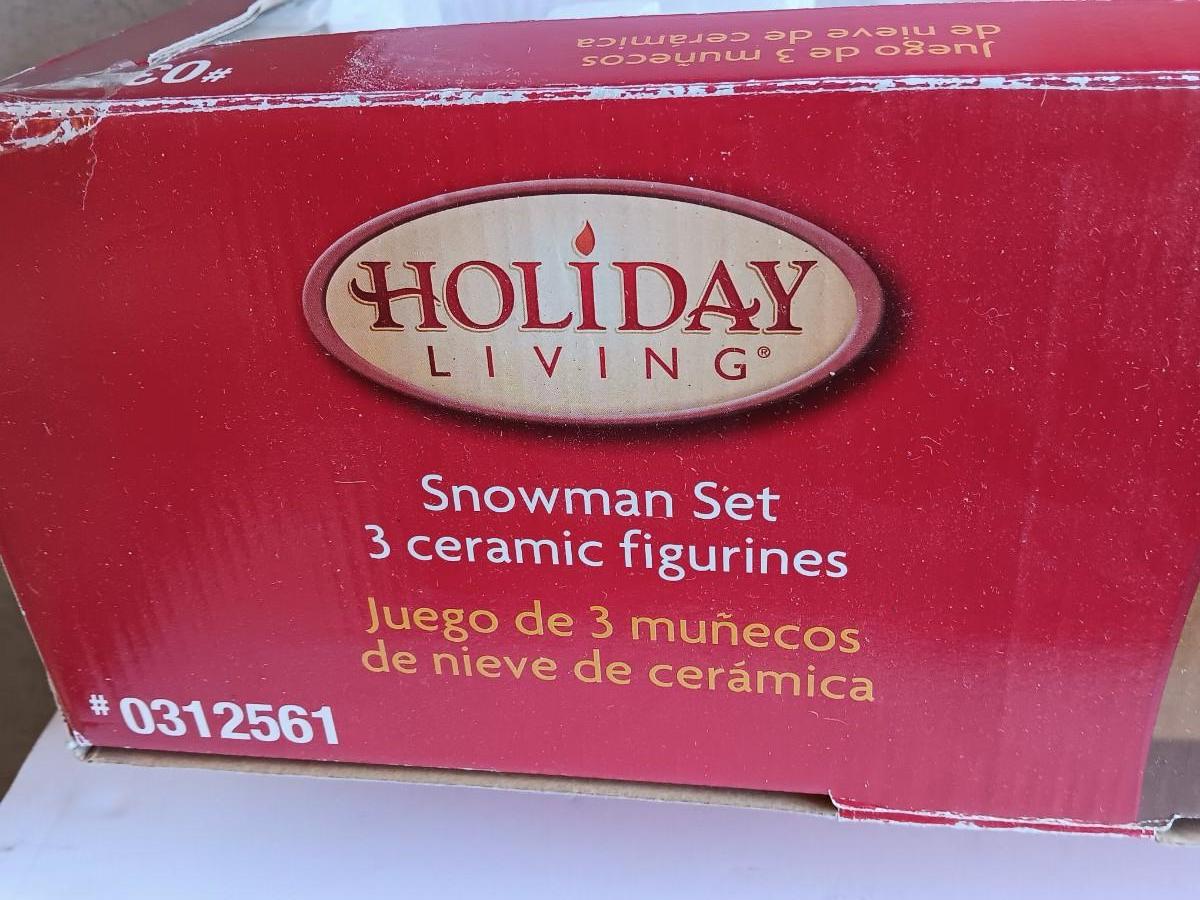 Juego de 3 muñecos
de nieve de cerámica
HOLiDAY
LIVING®
Snowman Set
3 ceramic figurines
Juego de 3 muñecos
de nieve de cerámica
# 0312561